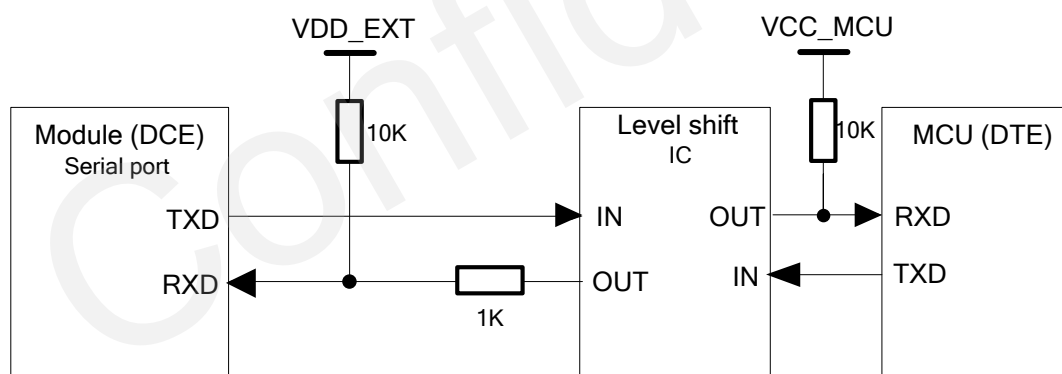 VDD_EXT
VCC_MCU
Module (DCE)
Serial port
10K
Level shift
IC
10K
MCU (DTE)
TXD
IN
OUT
RXD
RXD
1K
OUT
IN
TXD
Confid